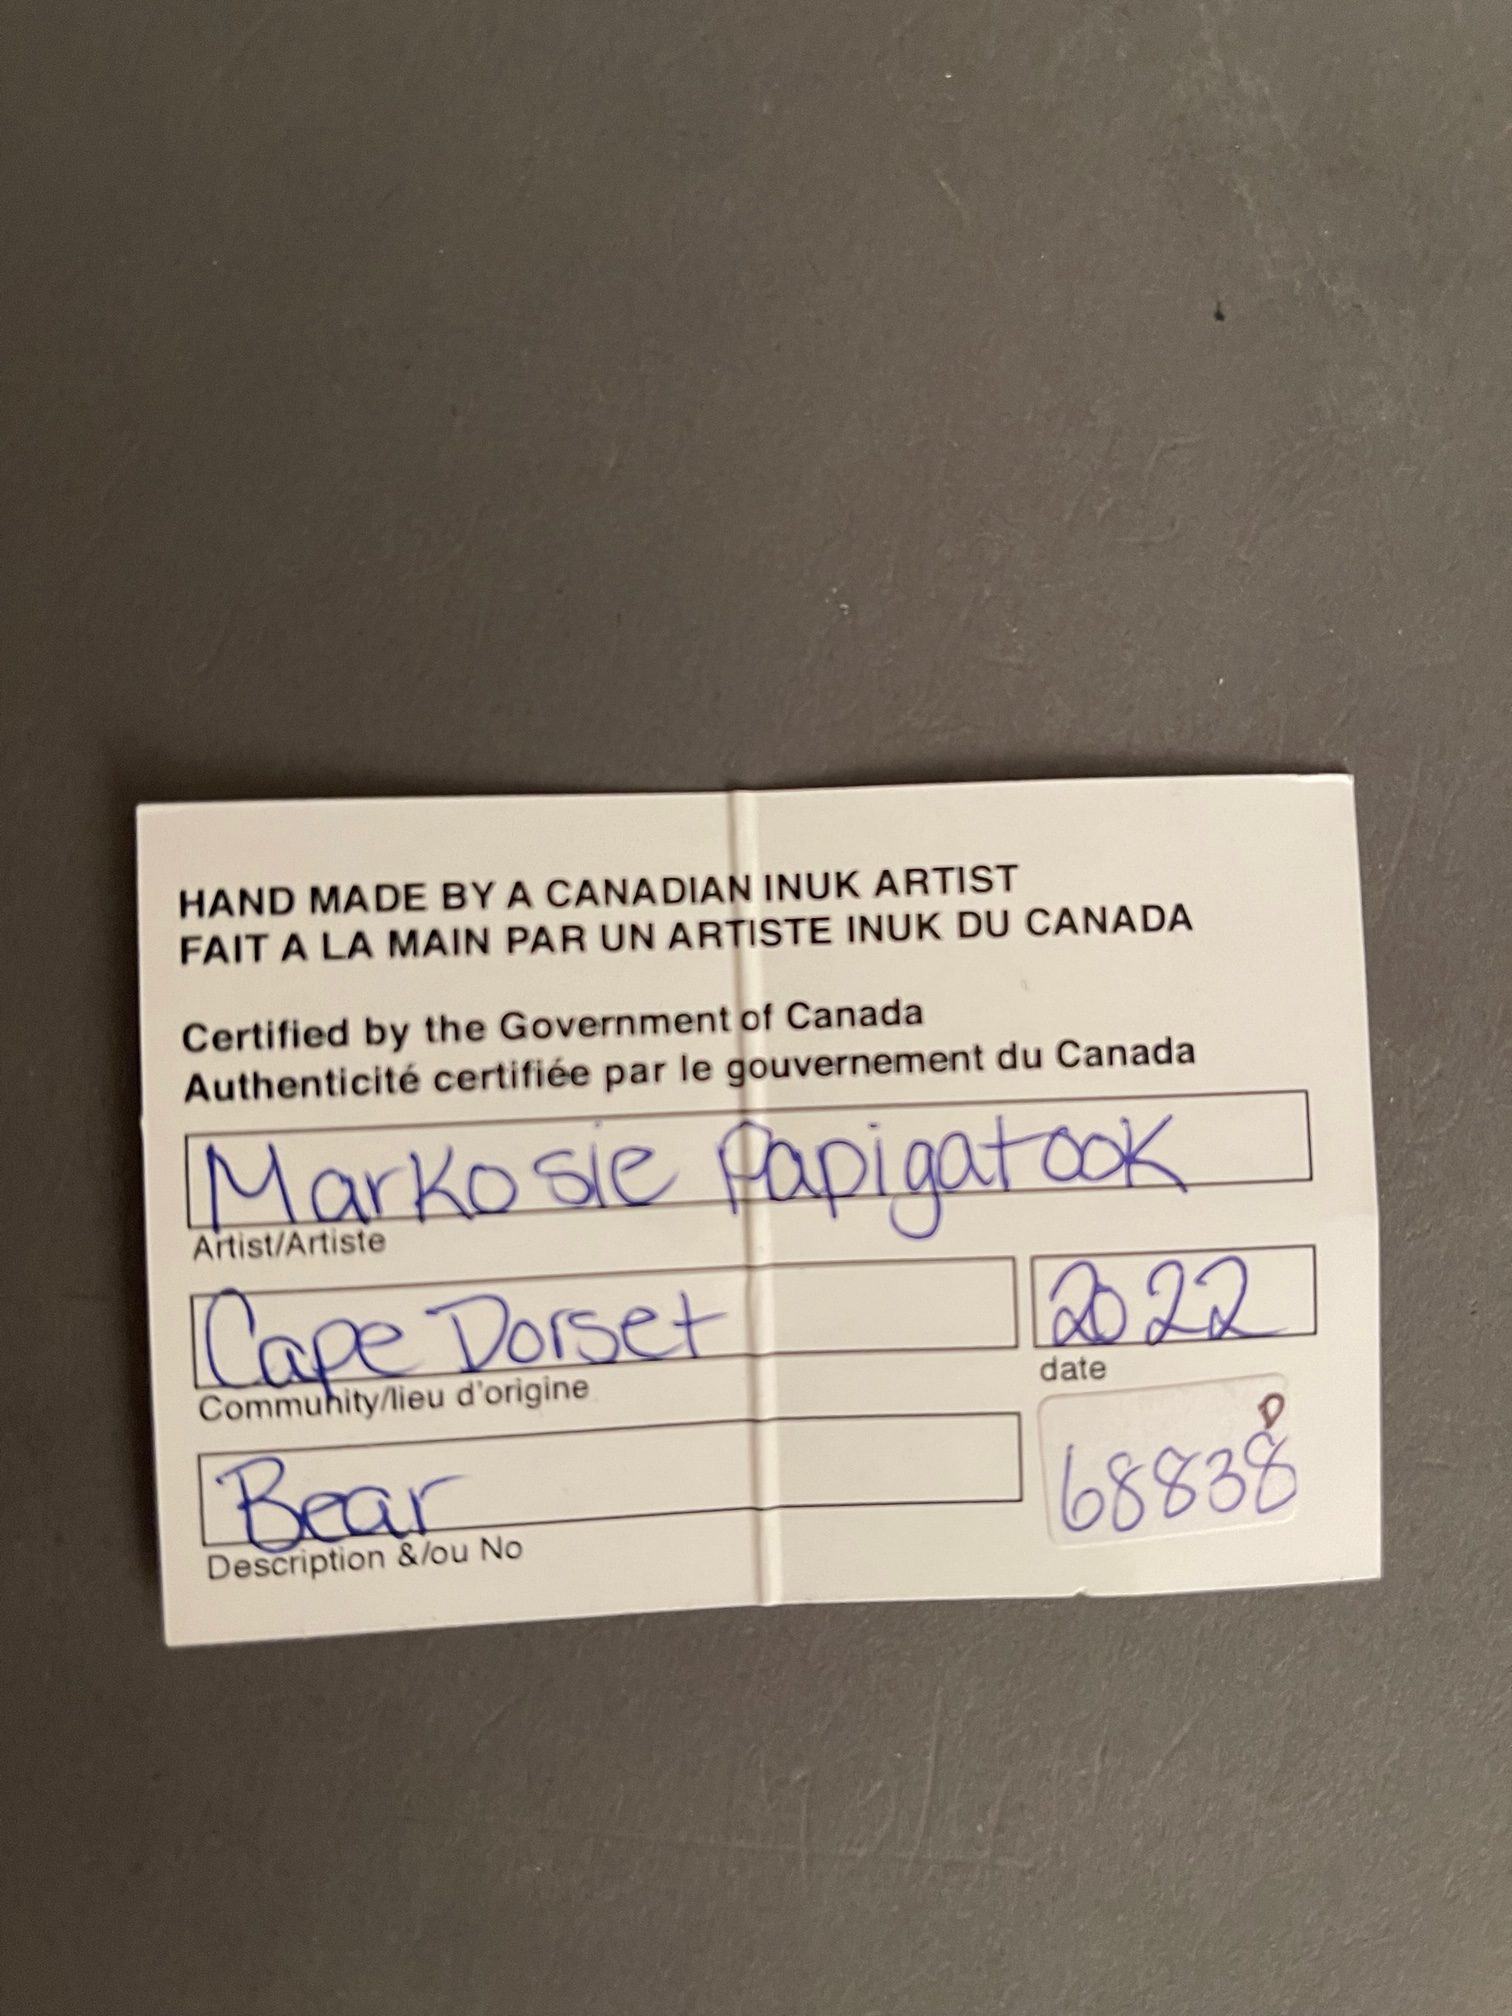 HAND MADE BY A CANADIAN INUK ARTIST
FAIT A LA MAIN PAR UN ARTISTE INUK DU CANADA
Certified by the Government of Canada
Authenticité certifiée par le gouvernement du Canada
Markosie Papigatook
Artist/Artiste
Cape Dorset 2022
Community/lieu d'origine date
D
Bear 68838
Description &/ou No